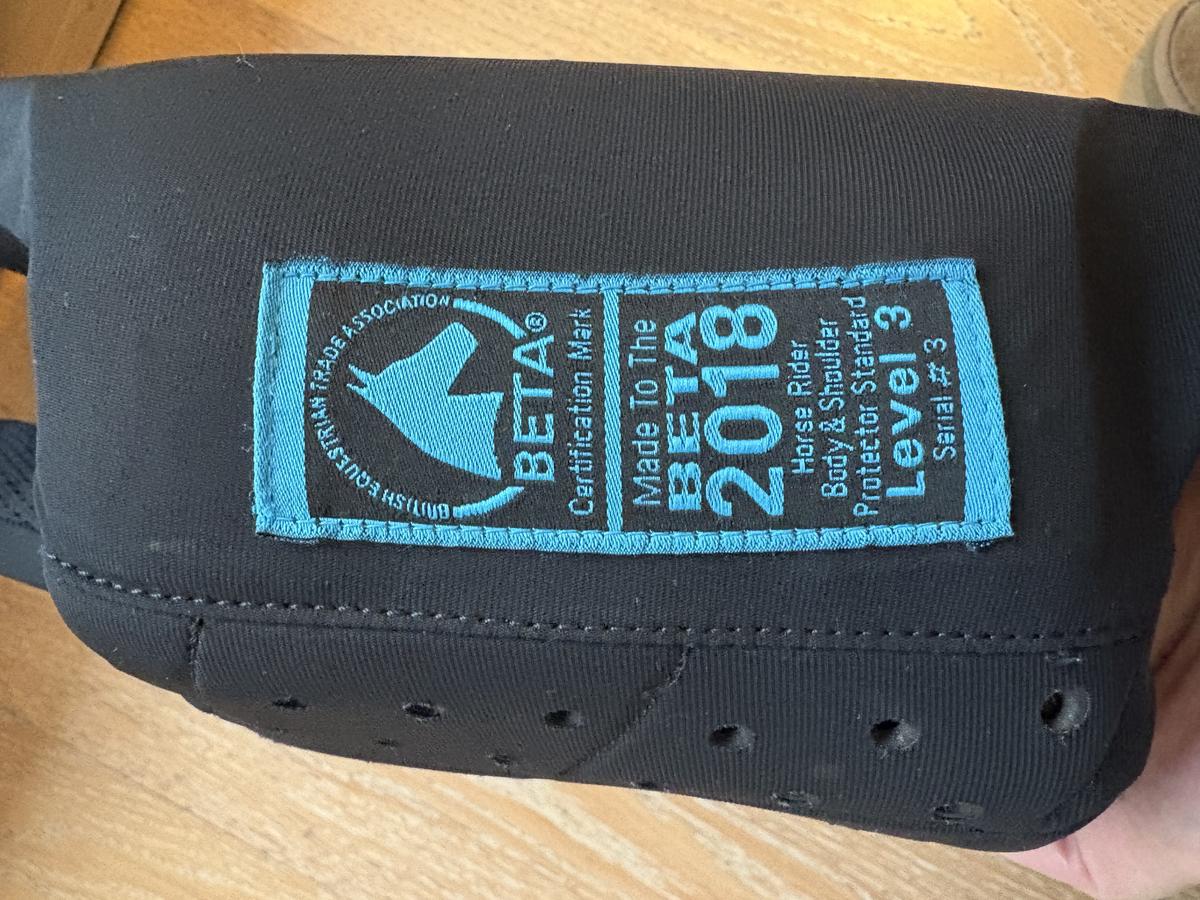 BRITISH EQUESTRIAN TRADE ASSOCIATION
BETA®
Certification Mark
Made To The
BETA
2018
Horse Rider
Body & Shoulder
Protector Standard
Level 3
Serial # 3